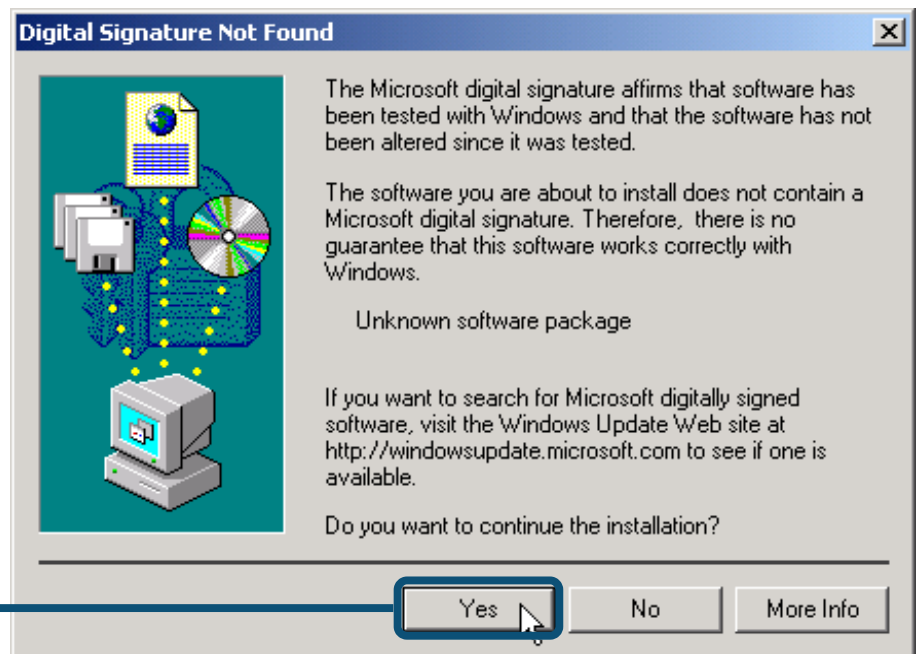 Digital Signature Not Found
The Microsoft digital signature affirms that software has
been tested with Windows and that the software has not
been altered since it was tested.
The software you are about to install does not contain a
Microsoft digital signature. Therefore,  there is no
guarantee that this software works correctly with
Windows.
Unknown software package
If you want to search for Microsoft digitally signed
software, visit the Windows Update Web site at
http://windowsupdate.microsoft.com to see if one is
available.
Do you want to continue the installation?
Yes
No
More Info